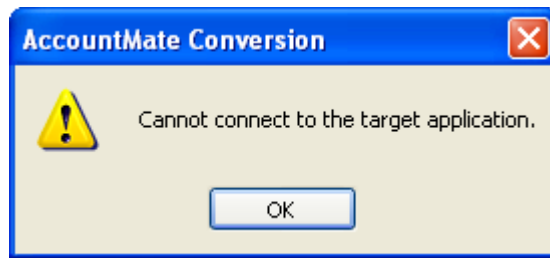 AccountMate Conversion
Cannot connect to the target application.
OK